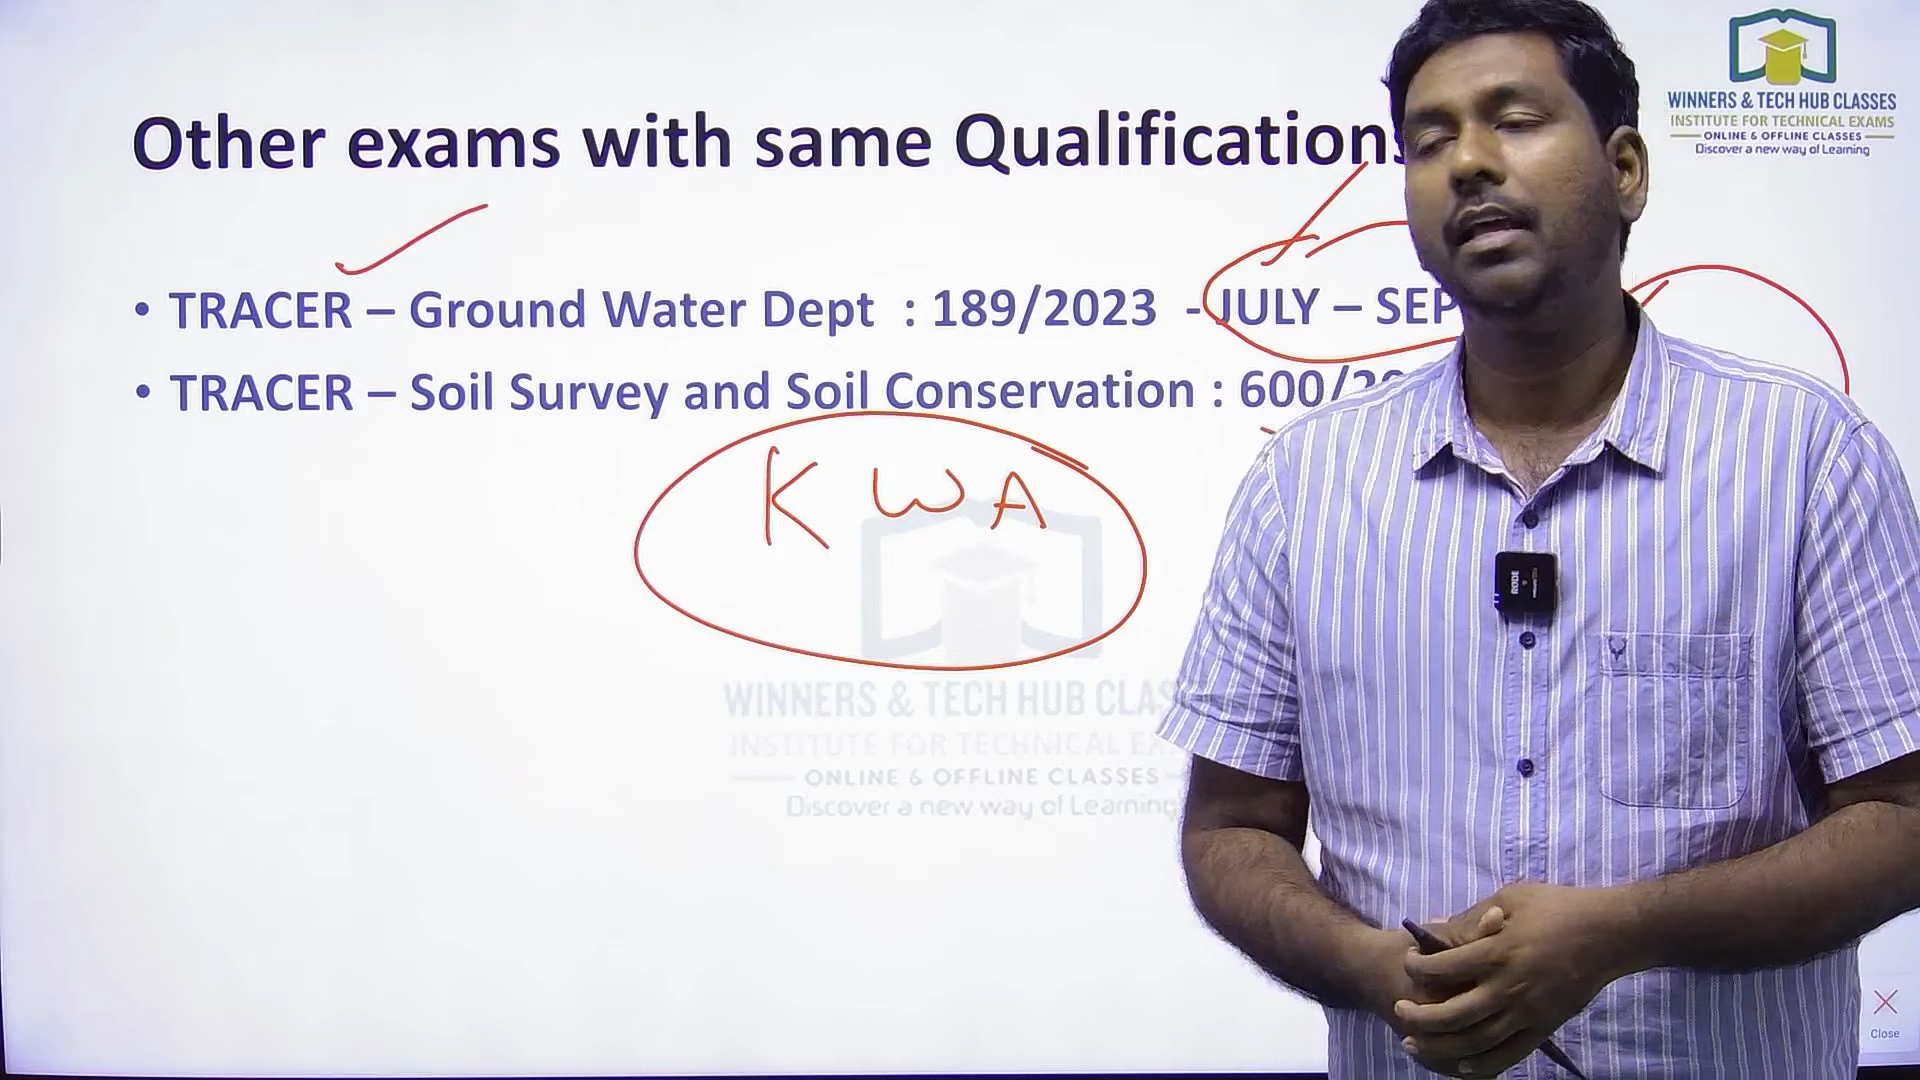 WINNERS & TECH HUB CLASSES
INSTITUTE FOR TECHNICAL EXAMS
ONLINE & OFFLINE CLASSES
Discover a new way of Learning
Other exams with same Qualifications
• TRACER – Ground Water Dept : 189/2023 - JULY – SEP
• TRACER – Soil Survey and Soil Conservation : 600/20
KWA
WINNERS & TECH HUB CLAS
INSTITUTE FOR TECHNICAL EX
ONLINE & OFFLINE CLASSES
Discover a new way of Learning
RODE
Close